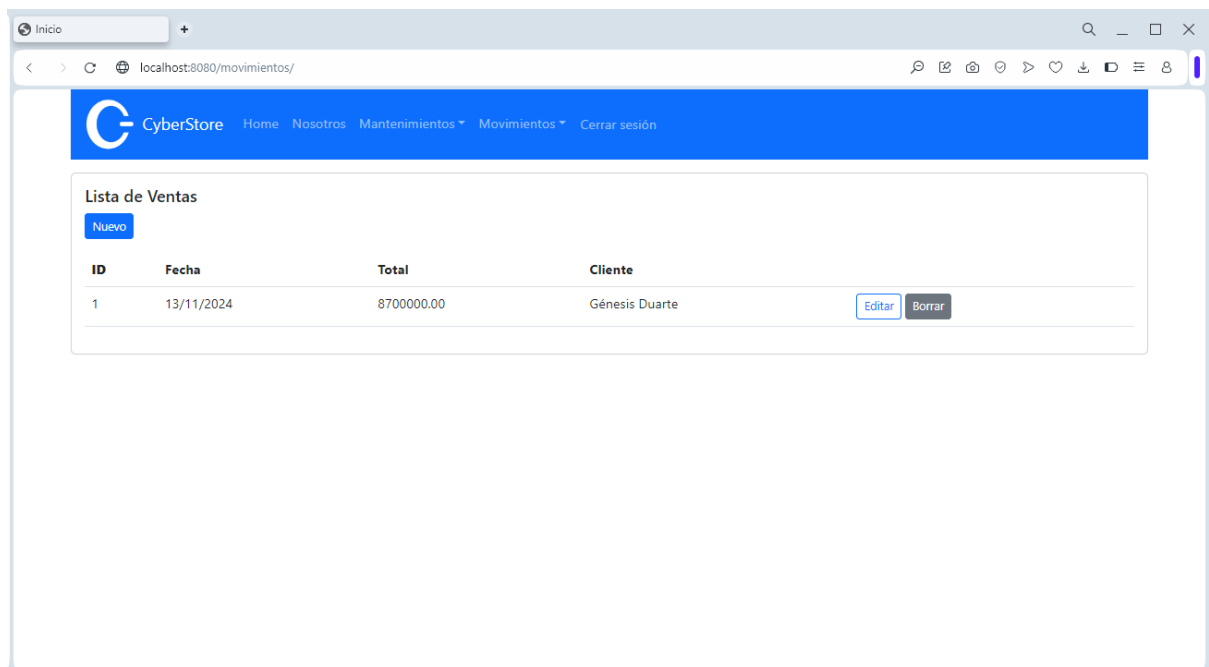 Inicio
localhost:8080/movimientos/
CyberStore Home Nosotros Mantenimientos Movimientos Cerrar sesión
Lista de Ventas
Nuevo
ID Fecha Total Cliente
1 13/11/2024 8700000.00 Génesis Duarte Editar Borrar